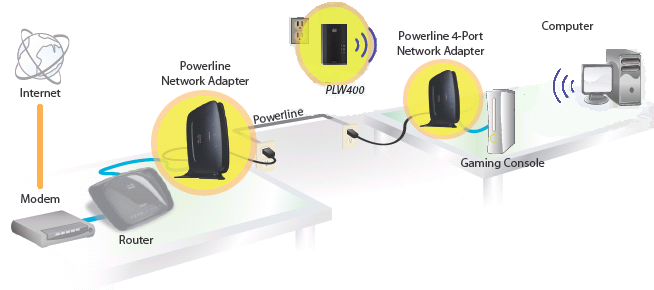 Internet
Modem
Router
Powerline
Network Adapter
Powerline
PLW400
Powerline 4-Port
Network Adapter
Gaming Console
Computer